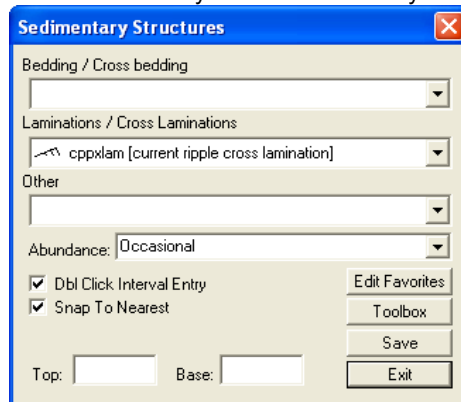 Sedimentary Structures
Bedding / Cross bedding
Laminations / Cross Laminations
cppxlam [current ripple cross lamination]
Other
Abundance: Occasional
Dbl Click Interval Entry Edit Favorites
Snap To Nearest Toolbox
Save
Top: Base: Exit